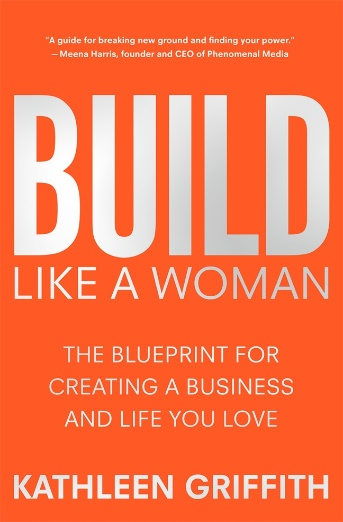 "A guide for breaking new ground and finding your power."
—Meena Harris, founder and CEO of Phenomenal Media
BUILD
LIKE A WOMAN
THE BLUEPRINT FOR
CREATING A BUSINESS
AND LIFE YOU LOVE
KATHLEEN GRIFFITH